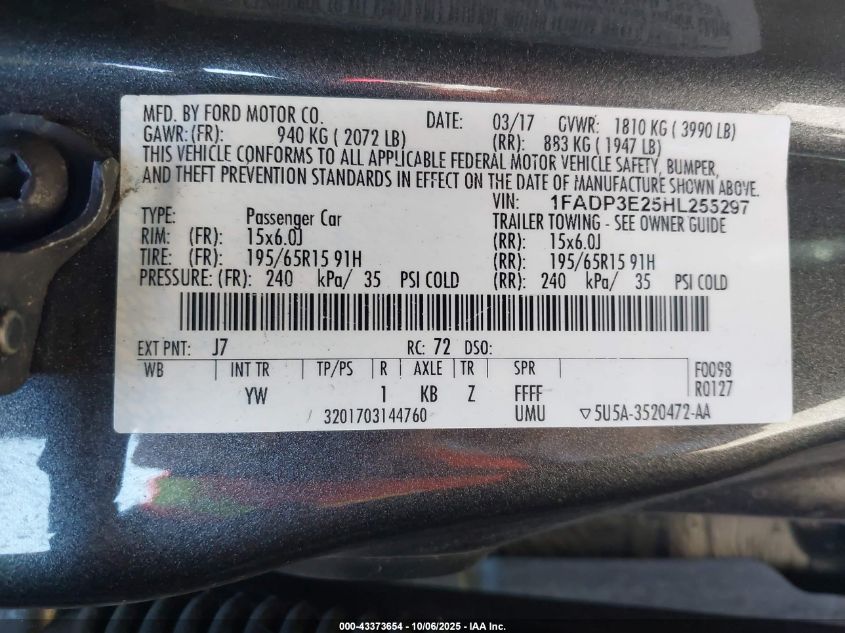 MFD. BY FORD MOTOR CO. DATE: 03/17 GVWR: 1810 KG ( 3990 LB)
GAWR: (FR): 940 KG ( 2072 LB) (RR): 883 KG ( 1947 LB)
THIS VEHICLE CONFORMS TO ALL APPLICABLE FEDERAL MOTOR VEHICLE SAFETY, BUMPER,
AND THEFT PREVENTION STANDARDS IN EFFECT ON THE DATE OF MANUFACTURE SHOWN ABOVE.
VIN: 1FADP3E25HL255297
TYPE: Passenger Car TRAILER TOWING - SEE OWNER GUIDE
RIM: (FR): 15x6.0J (RR): 15x6.0J
TIRE: (FR): 195/65R15 91H (RR): 195/65R15 91H
PRESSURE: (FR): 240 kPa/ 35 PSI COLD (RR): 240 kPa/ 35 PSI COLD
EXT PNT: J7 RC: 72 DSO:
WB INT TR TP/PS R AXLE TR SPR F0098
YW 1 KB Z FFFF R0127
3201703144760 UMU ▽5U5A-3520472-AA
000-43373654 | 10/06/2025 - IAA Inc.